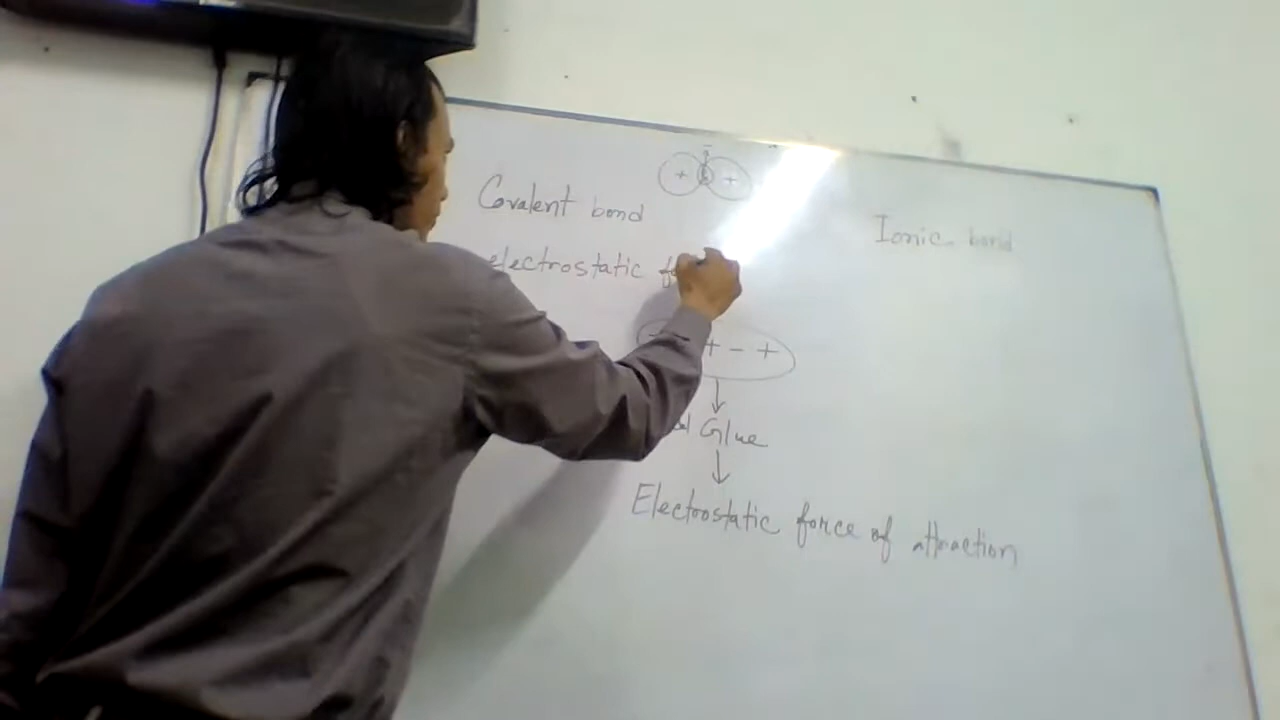 Covalent bond
Ionic bond
electrostatic
+ - +
Glue
Electrostatic force of attraction